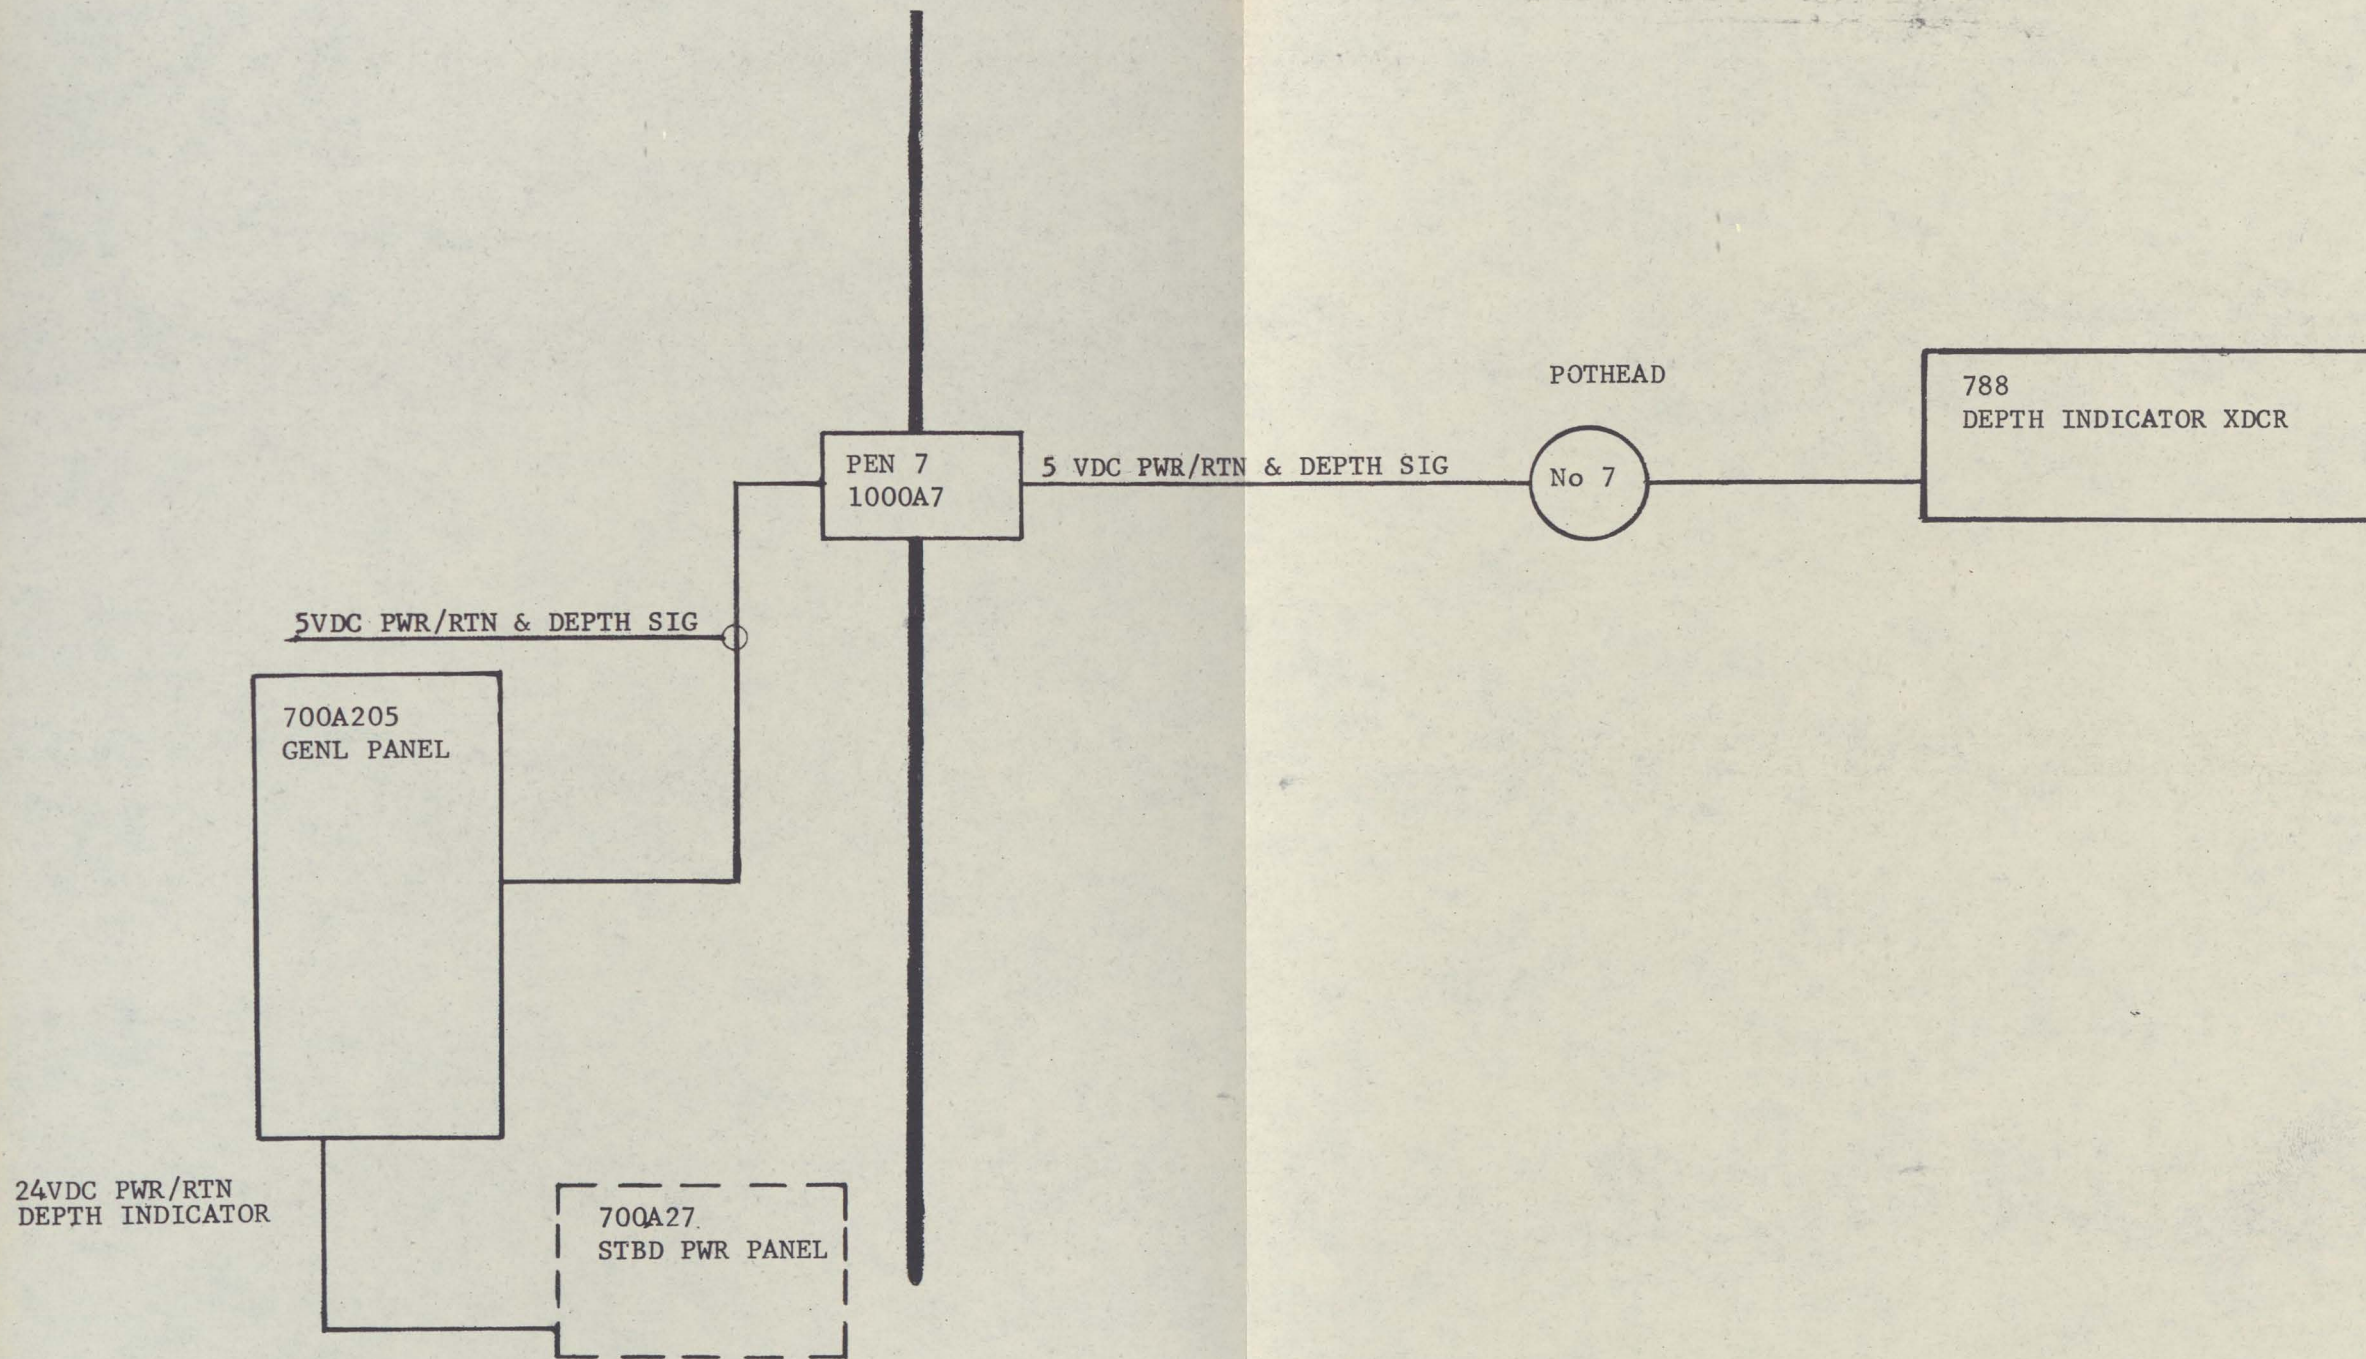 POTHEAD
788
DEPTH INDICATOR XDCR
PEN 7
1000A7
5 VDC PWR/RTN & DEPTH SIG
No 7
5VDC PWR/RTN & DEPTH SIG
700A205
GENL PANEL
24VDC PWR/RTN
DEPTH INDICATOR
700A27
STBD PWR PANEL